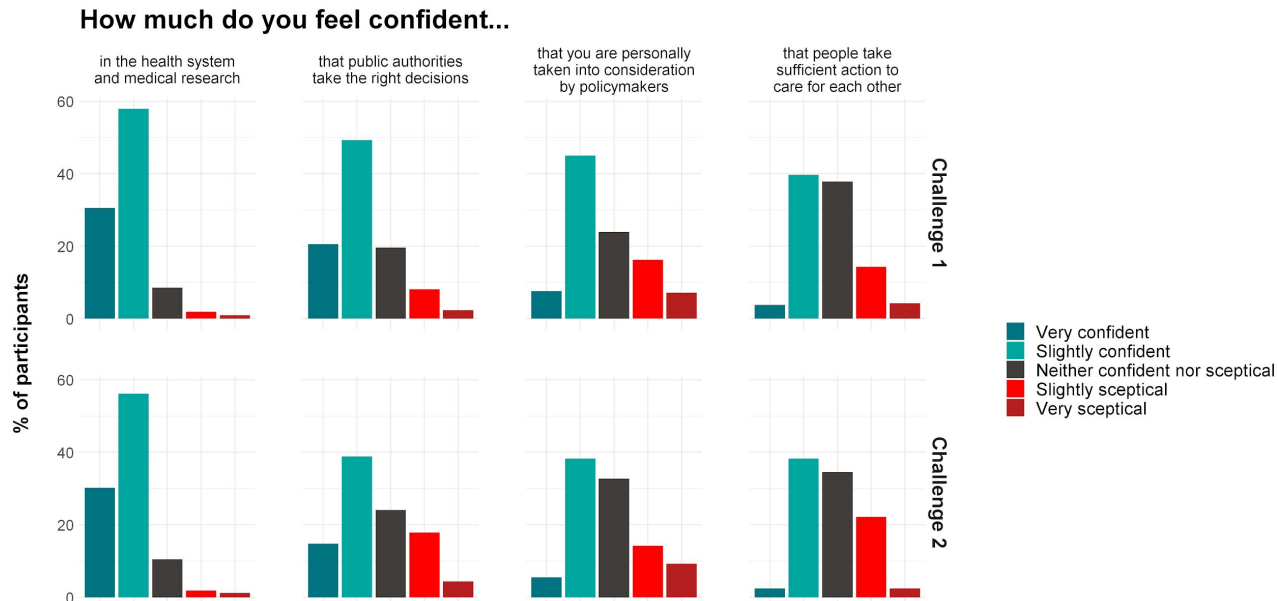 How much do you feel confident...
in the health system
and medical research
that public authorities
take the right decisions
that you are personally
taken into consideration
by policymakers
that people take
sufficient action to
care for each other
% of participants
60
40
20
0
Challenge 1
60
40
20
0
Challenge 2
Very confident
Slightly confident
Neither confident nor sceptical
Slightly sceptical
Very sceptical